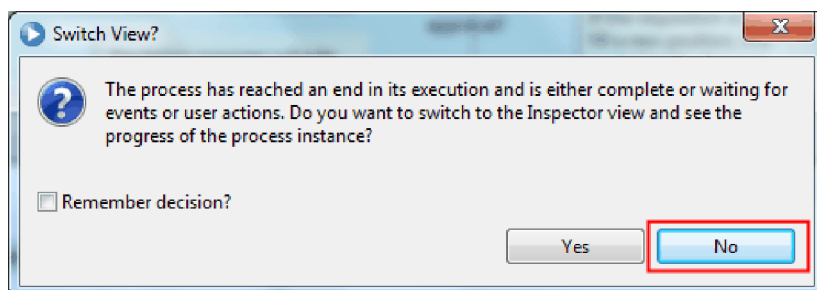 Switch View?
The process has reached an end in its execution and is either complete or waiting for
events or user actions. Do you want to switch to the Inspector view and see the
progress of the process instance?
Remember decision?
Yes
No